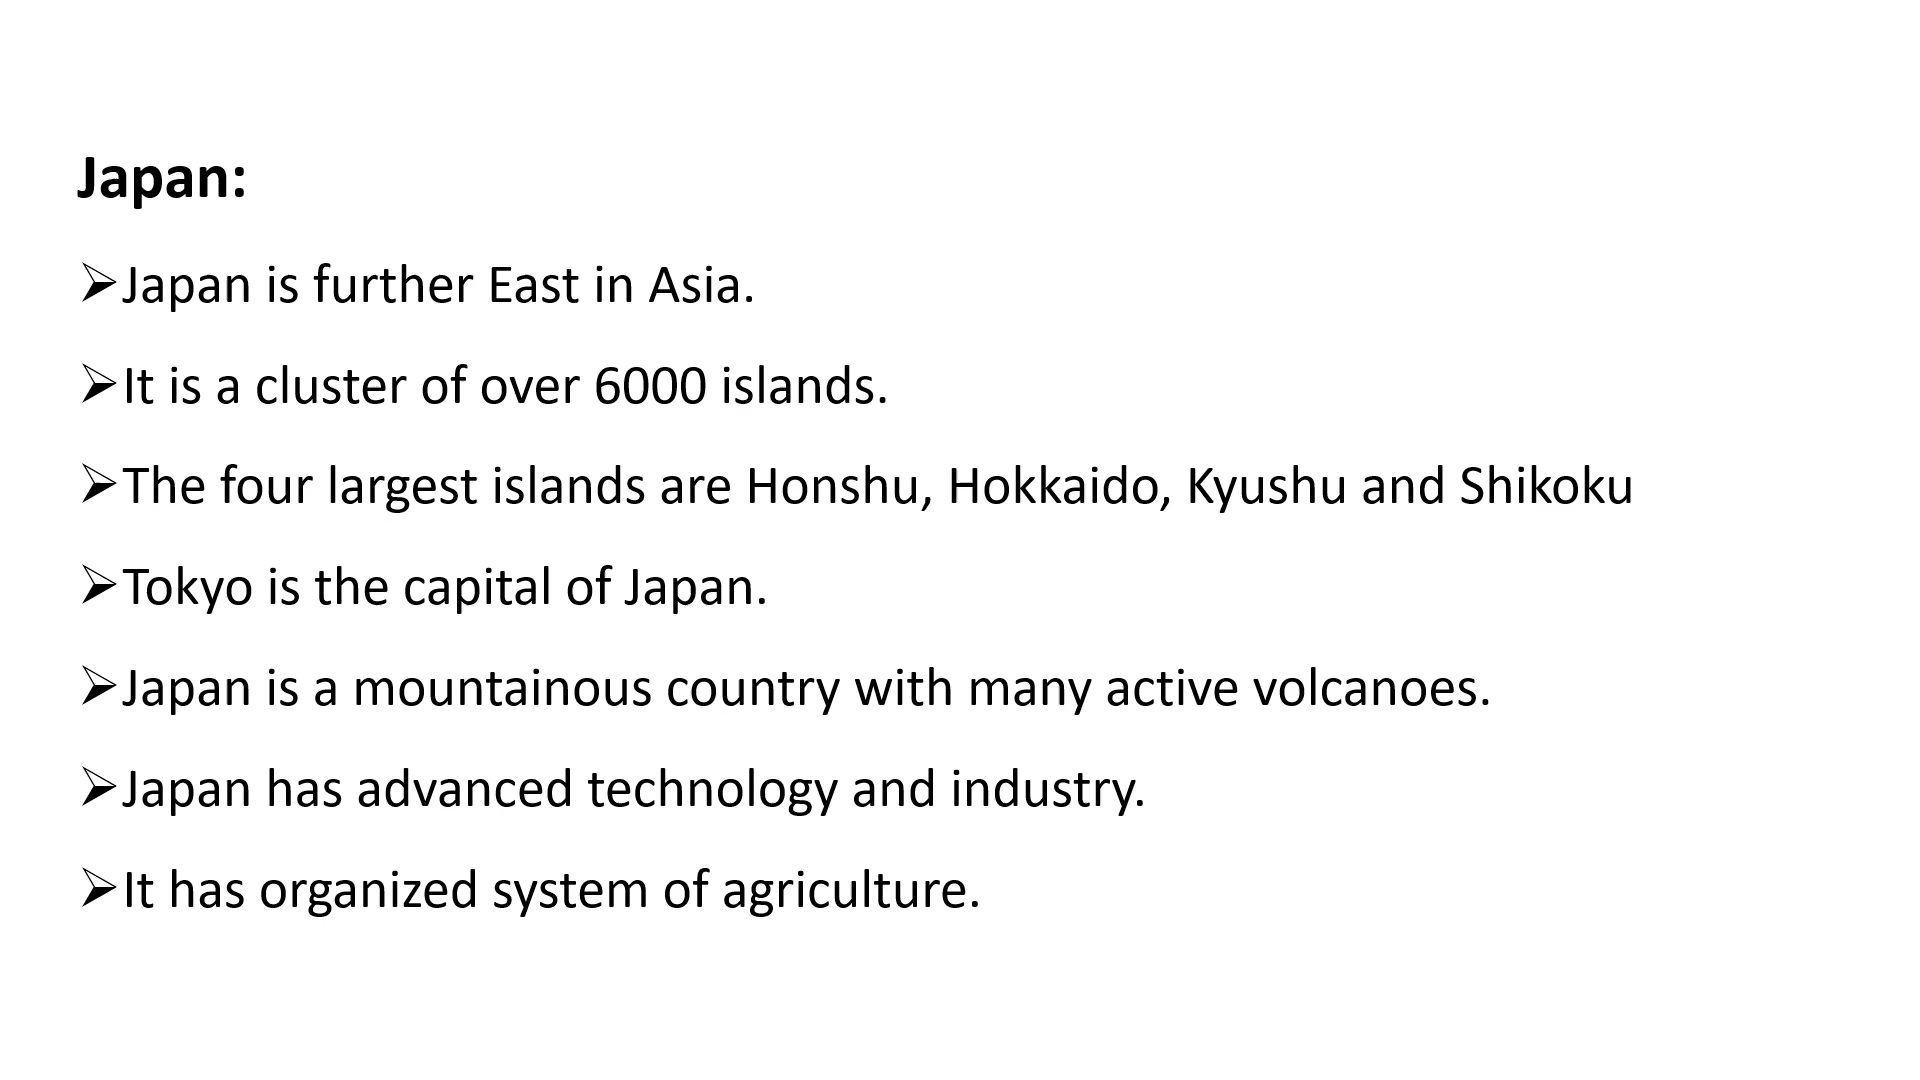 Japan:
➢Japan is further East in Asia.
➢It is a cluster of over 6000 islands.
➢The four largest islands are Honshu, Hokkaido, Kyushu and Shikoku
➢Tokyo is the capital of Japan.
➢Japan is a mountainous country with many active volcanoes.
➢Japan has advanced technology and industry.
➢It has organized system of agriculture.